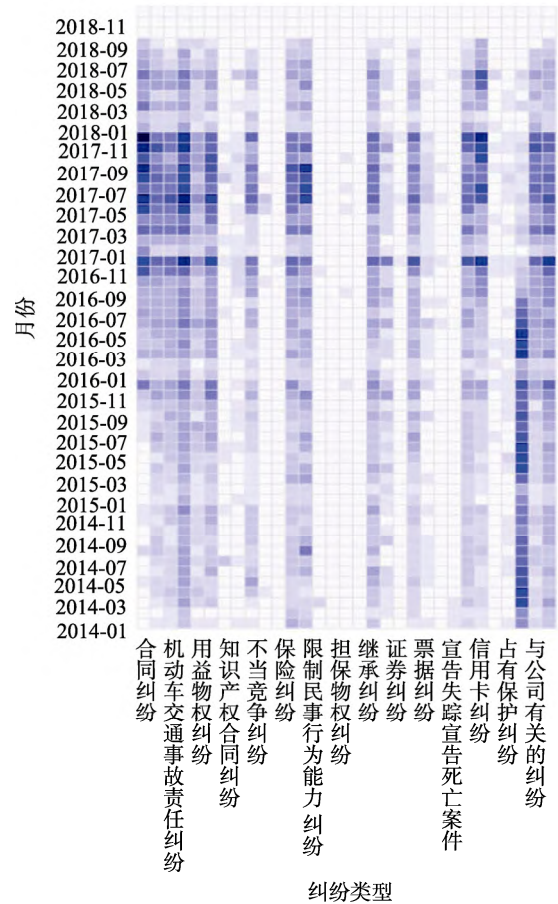 2018-11
2018-09
2018-07
2018-05
2018-03
2018-01
2017-11
2017-09
2017-07
2017-05
2017-03
2017-01
2016-11
2016-09
2016-07
2016-05
2016-03
2016-01
2015-11
2015-09
2015-07
2015-05
2015-03
2015-01
2014-11
2014-09
2014-07
2014-05
2014-03
2014-01
月份
合同纠纷
机动车交通事故责任纠纷
用益物权纠纷
知识产权合同纠纷
不当竞争纠纷
保险纠纷
限制民事行为能力纠纷
担保物权纠纷
继承纠纷
证券纠纷
票据纠纷
宣告失踪宣告死亡案件
信用卡纠纷
占有保护纠纷
与公司有关的纠纷
纠纷类型